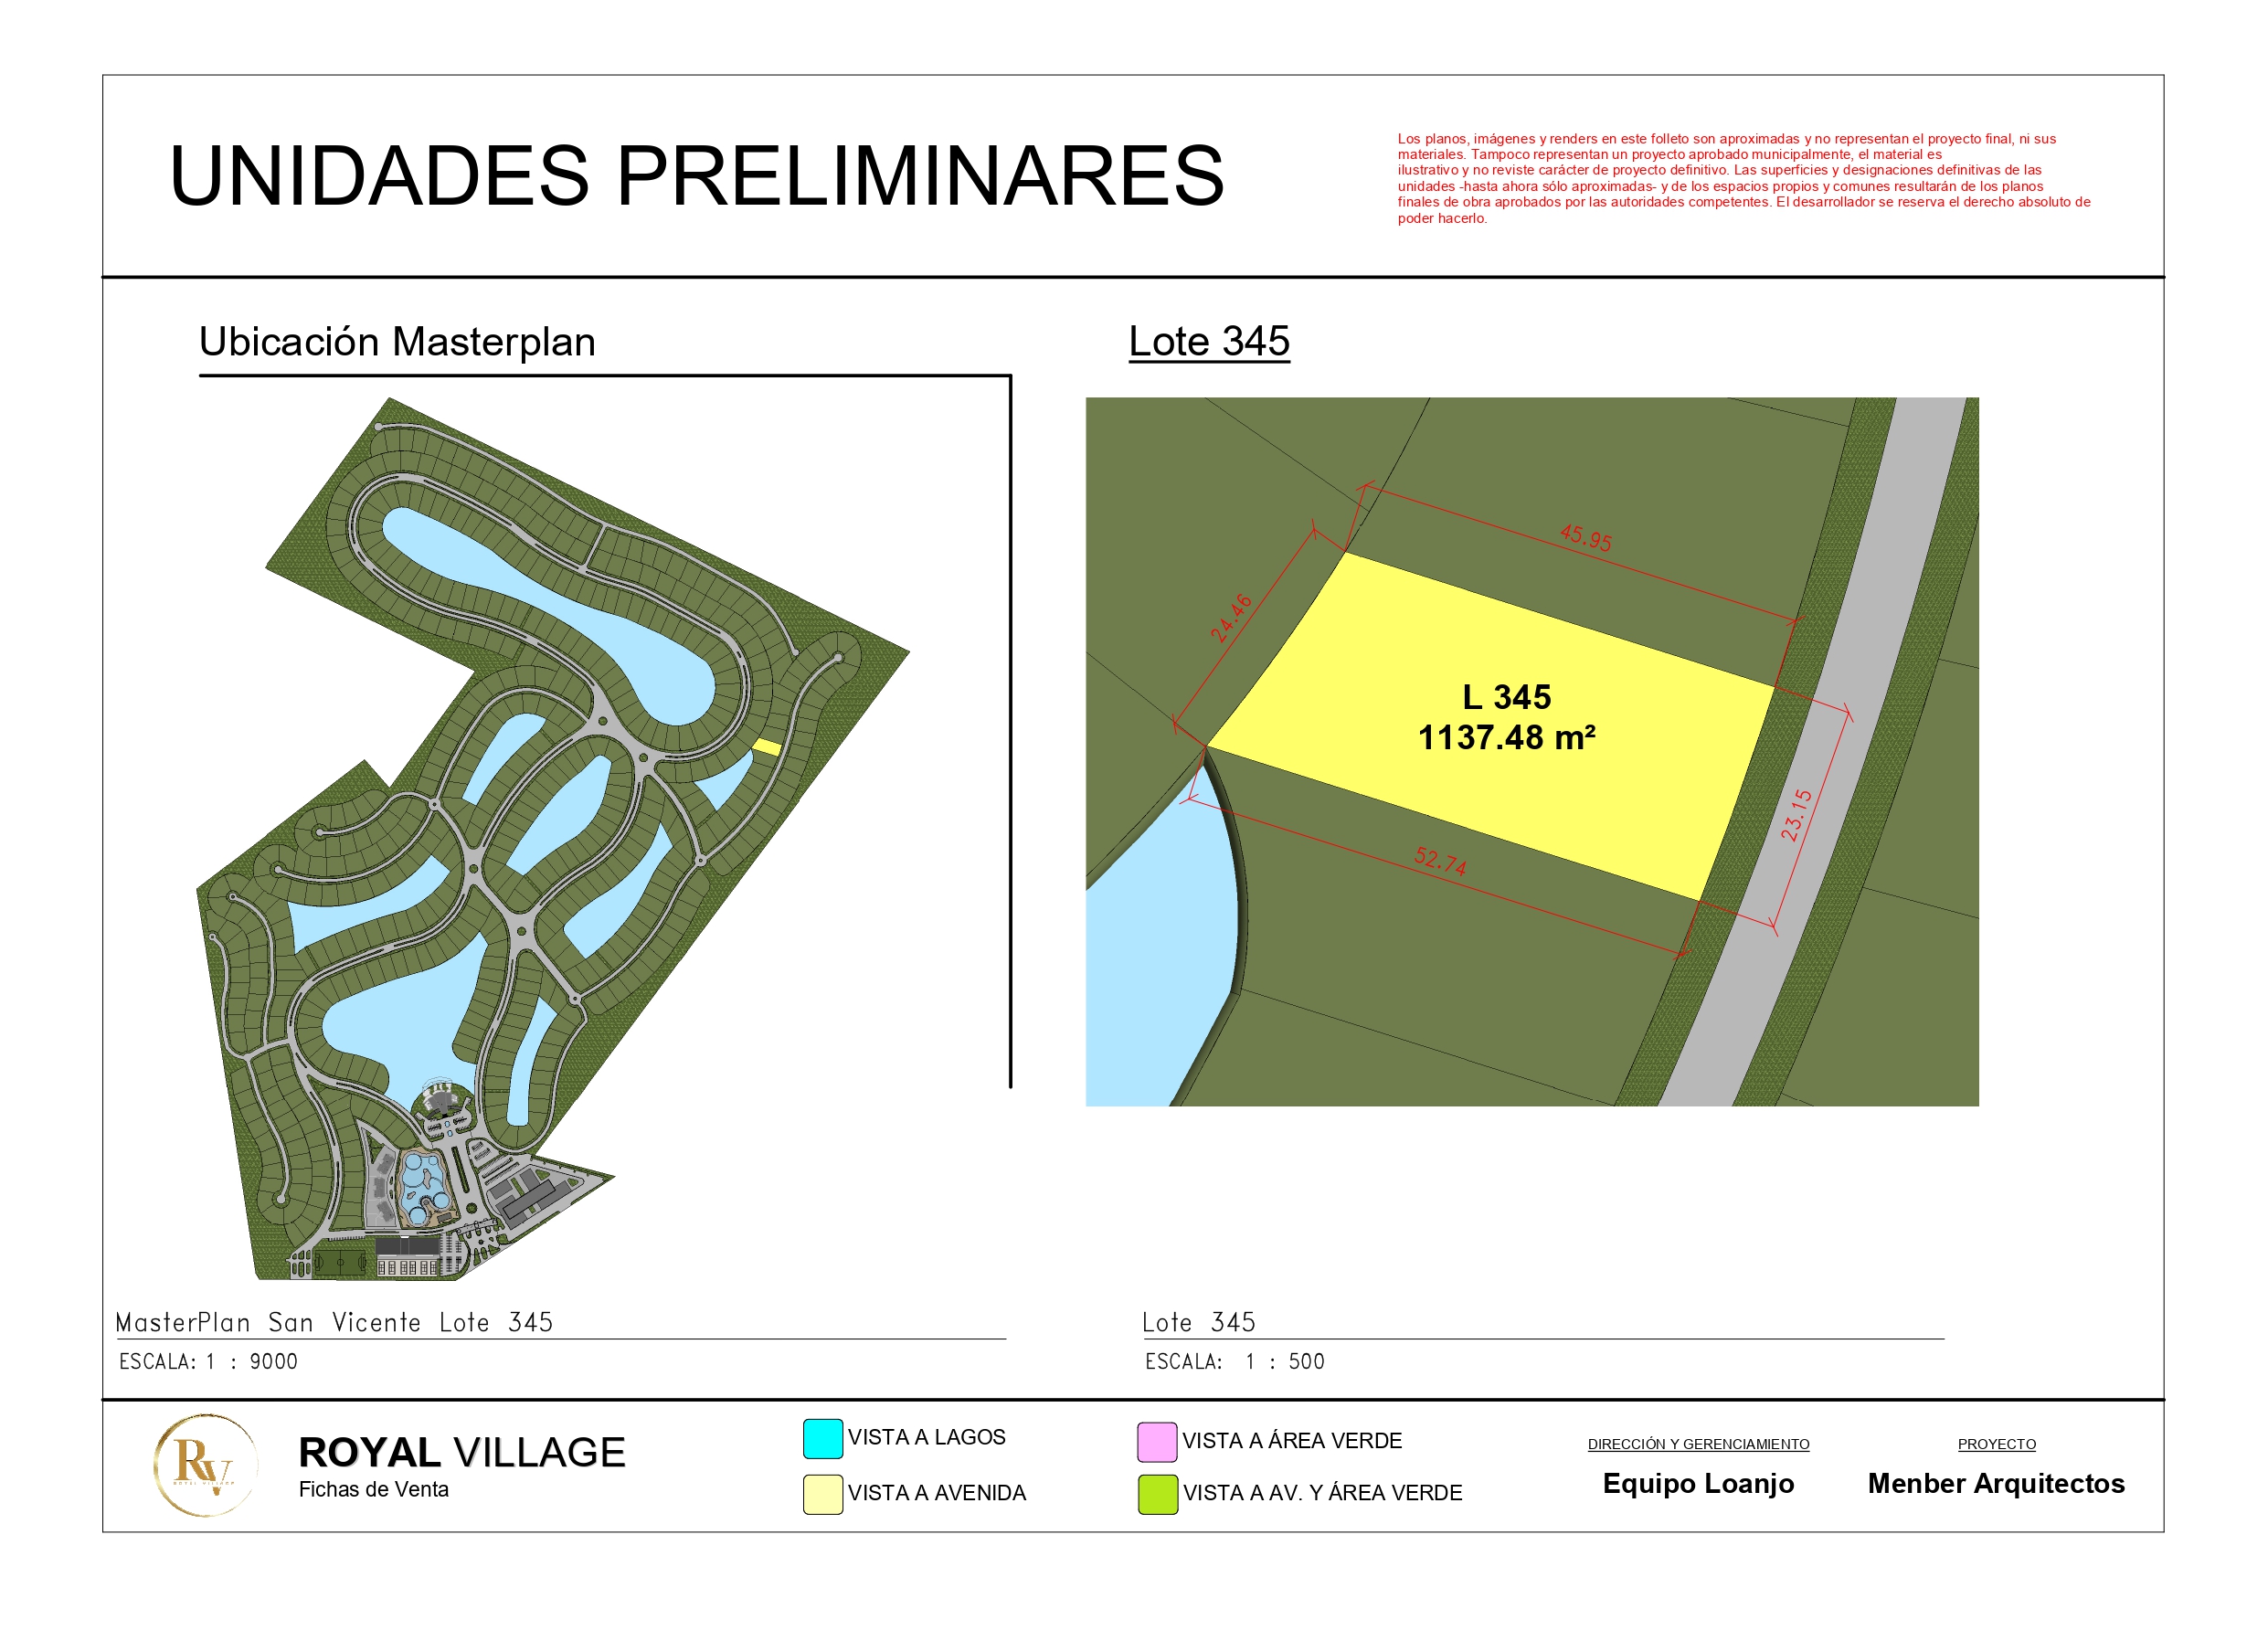 UNIDADES PRELIMINARES
Los planos, imágenes y renders en este folleto son aproximadas y no representan el proyecto final, ni sus
materiales. Tampoco representan un proyecto aprobado municipalmente, el material es
ilustrativo y no reviste carácter de proyecto definitivo. Las superficies y designaciones definitivas de las
unidades -hasta ahora sólo aproximadas- y de los espacios propios y comunes resultarán de los planos
finales de obra aprobados por las autoridades competentes. El desarrollador se reserva el derecho absoluto de
poder hacerlo.
Ubicación Masterplan
Lote 345
45.95
24.46
L 345
1137.48 m²
23.15
52.74
MasterPlan San Vicente Lote 345
ESCALA: 1 : 9000
Lote 345
ESCALA: 1 : 500
RV
ROYAL VILLAGE
ROYAL VILLAGE
Fichas de Venta
VISTA A LAGOS
VISTA A AVENIDA
VISTA A ÁREA VERDE
VISTA A AV. Y ÁREA VERDE
DIRECCIÓN Y GERENCIAMIENTO
Equipo Loanjo
PROYECTO
Menber Arquitectos